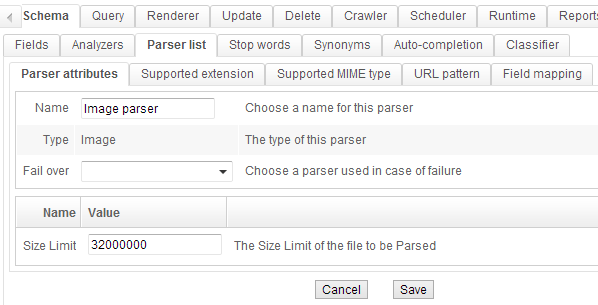 Schema Query Renderer Update Delete Crawler Scheduler Runtime Reports
Fields Analyzers Parser list Stop words Synonyms Auto-completion Classifier
Parser attributes Supported extension Supported MIME type URL pattern Field mapping
Name Image parser Choose a name for this parser
Type Image The type of this parser
Fail over Choose a parser used in case of failure
Name Value
Size Limit 32000000 The Size Limit of the file to be Parsed
Cancel Save